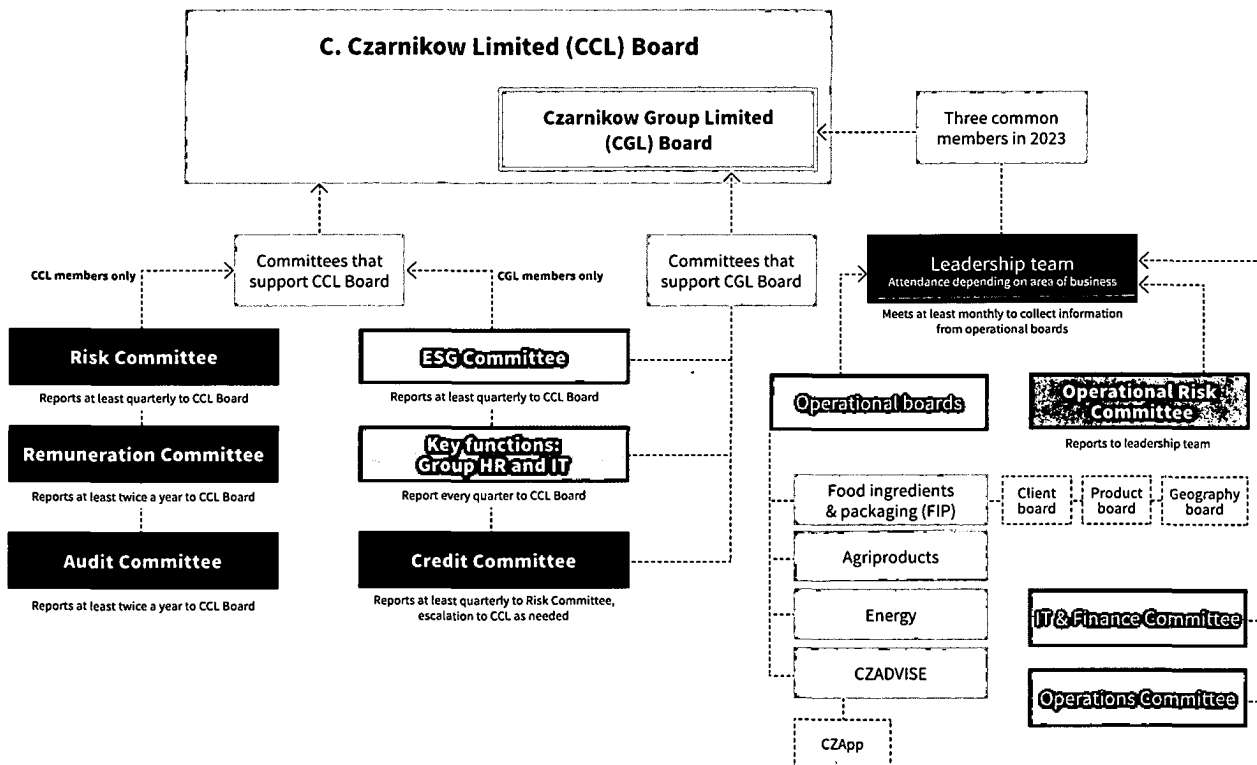 C. Czarnikow Limited (CCL) Board
Czarnikow Group Limited
(CGL) Board
Three common
members in 2023
CCL members only
Committees that
support CCL Board
CGL members only
Committees that
support CGL Board
Leadership team
Attendance depending on area of business
Meets at least monthly to collect information
from operational boards
Risk Committee
Reports at least quarterly to CCL Board
Remuneration Committee
Reports at least twice a year to CCL Board
Audit Committee
Reports at least twice a year to CCL Board
ESG Committee
Reports at least quarterly to CCL Board
Key functions:
Group HR and IT
Report every quarter to CCL Board
Credit Committee
Reports at least quarterly to Risk Committee,
escalation to CCL as needed
Operational boards
Operational Risk
Committee
Reports to leadership team
Food ingredients
& packaging (FIP)
Client
board
Product
board
Geography
board
Agriproducts
Energy
CZADVISE
CZApp
IT & Finance Committee
Operations Committee